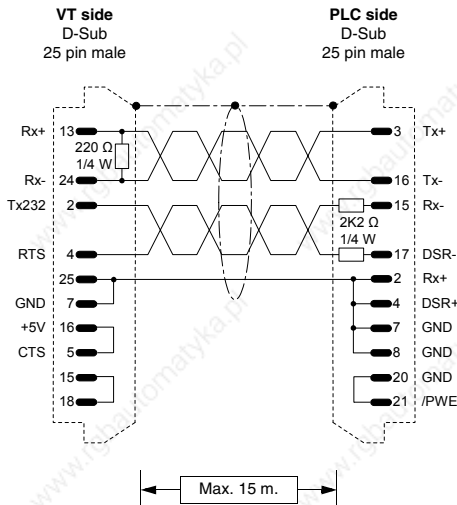 VT side
D-Sub
25 pin male
PLC side
D-Sub
25 pin male
Rx+ 13
220 Ω
1/4 W
Rx- 24
Tx232 2
RTS 4
25
GND 7
+5V 16
CTS 5
15
18
3 Tx+
16 Tx-
15 Rx-
2K2 Ω
1/4 W
17 DSR-
2 Rx+
4 DSR+
7 GND
8 GND
20 GND
21 /PWE
Max. 15 m.
www.rgbautomatyka.pl